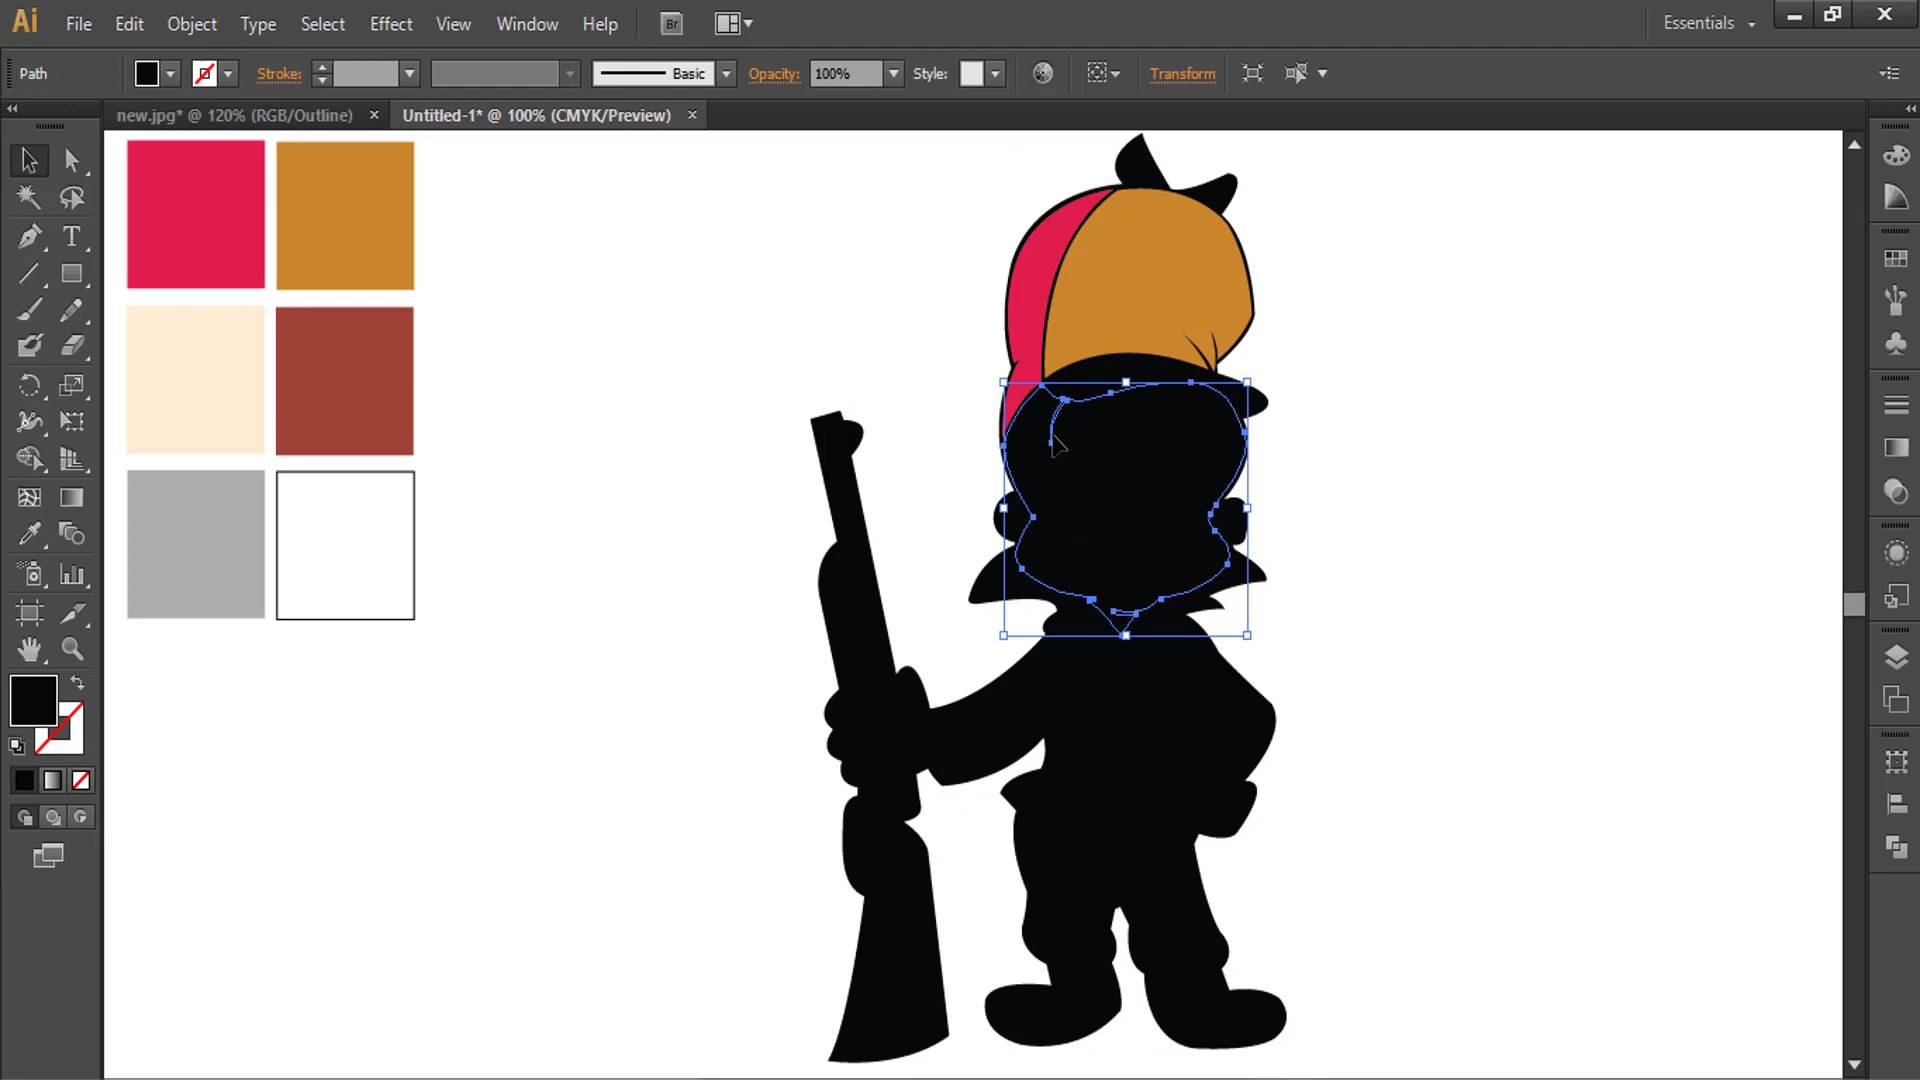 Ai File Edit Object Type Select Effect View Window Help Br Essentials
Path Stroke: Basic Opacity: 100% Style: Transform
new.jpg* @ 120% (RGB/Outline) Untitled-1* @ 100% (CMYK/Preview)